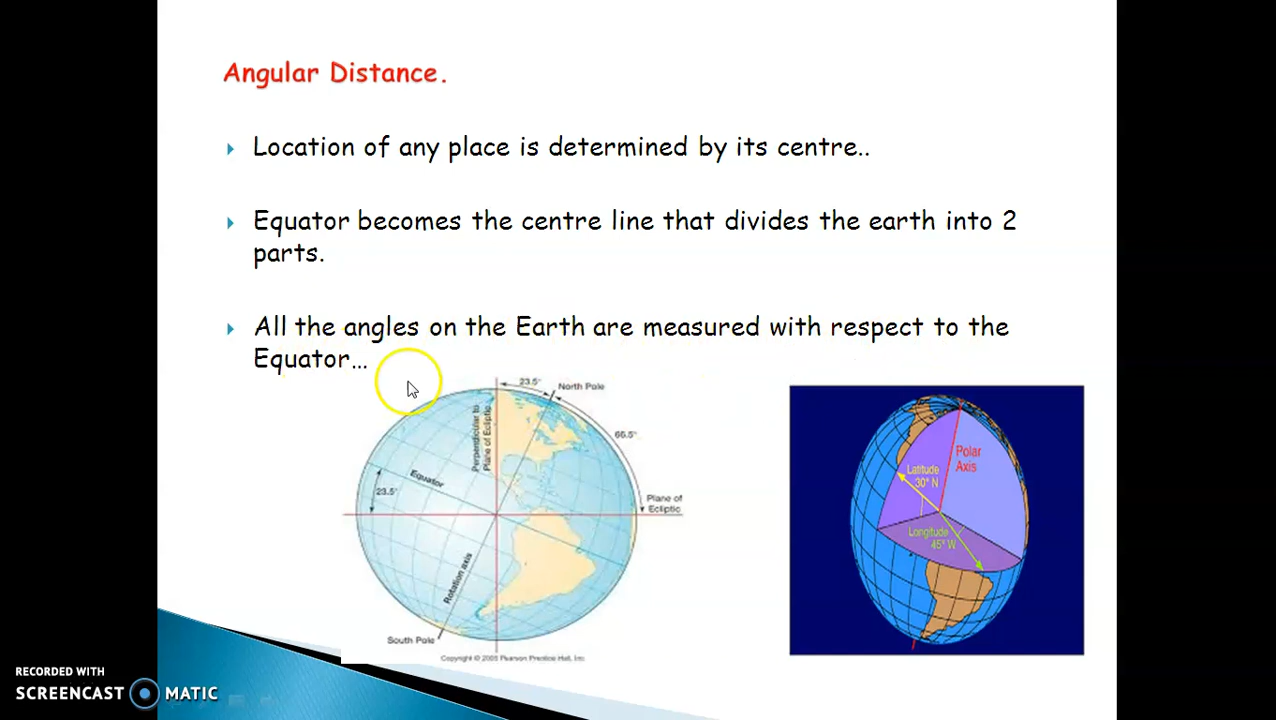 Angular Distance.
Location of any place is determined by its centre..
Equator becomes the centre line that divides the earth into 2
parts.
All the angles on the Earth are measured with respect to the
Equator...
23.5°
North Pole
Perpendicular to
Plane of Ecliptic
66.5°
Equator
23.5°
Plane of
Ecliptic
Rotation axis
South Pole
Copyright © 2005 Pearson Prentice Hall, Inc
Polar
Axis
Latitude
30° N
Longitude
45° W
RECORDED WITH
SCREENCAST MATIC